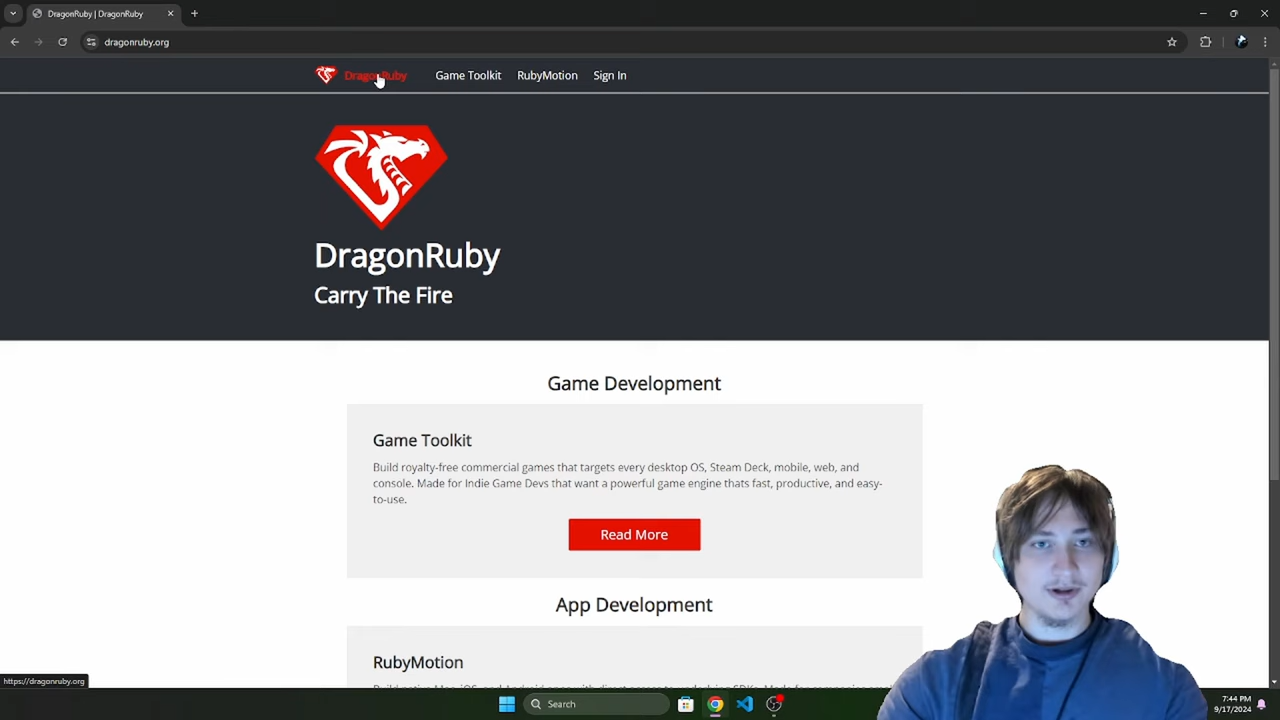 DragonRuby | DragonRuby
dragonruby.org
DragonRuby Game Toolkit RubyMotion Sign In
DragonRuby
Carry The Fire
Game Development
Game Toolkit
Build royalty-free commercial games that targets every desktop OS, Steam Deck, mobile, web, and
console. Made for Indie Game Devs that want a powerful game engine thats fast, productive, and easy-
to-use.
Read More
App Development
RubyMotion
https://dragonruby.org
Search
7:44 PM
9/17/2024